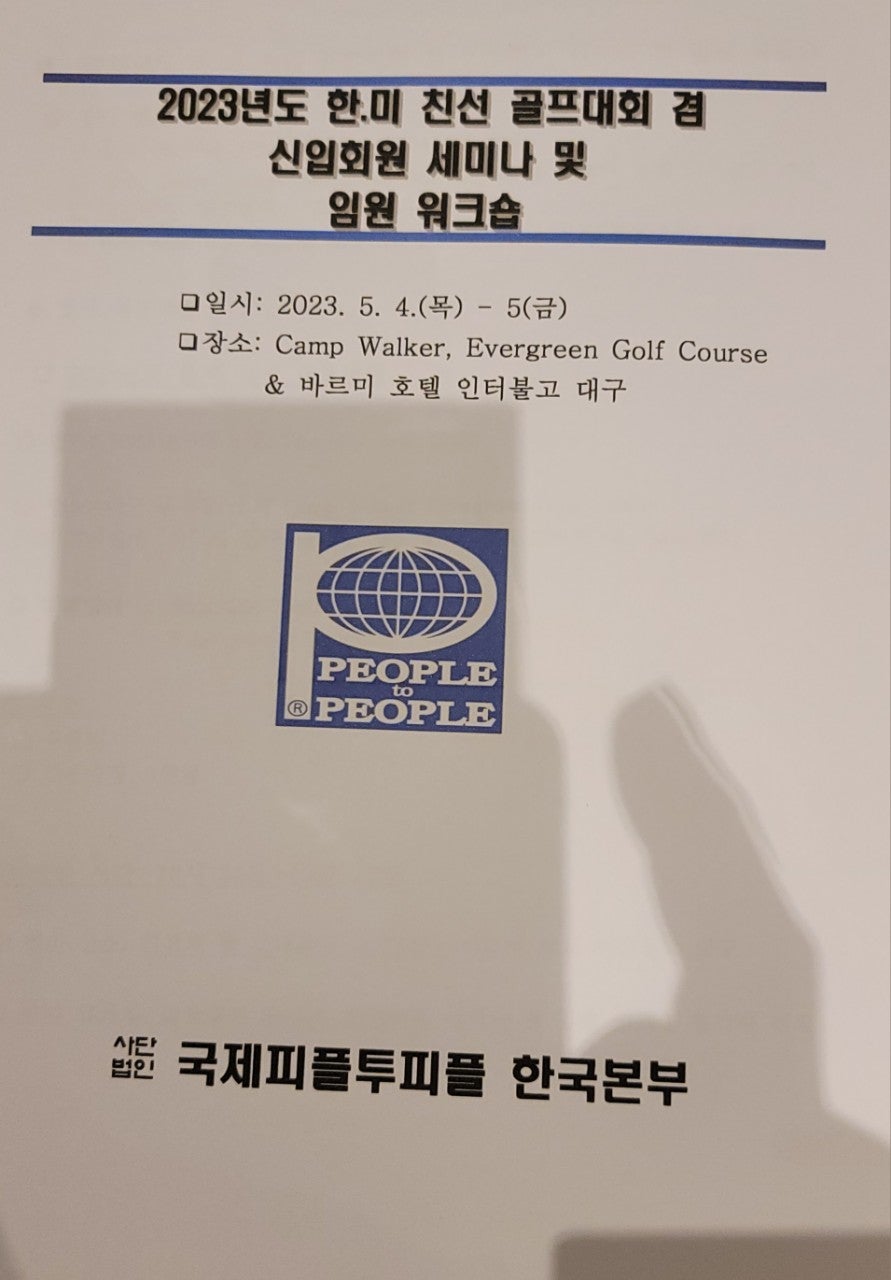 2023년도 한.미 친선 골프대회 겸
신입회원 세미나 및
임원 워크숍
❏일시: 2023. 5. 4.(목) - 5(금)
❏장소: Camp Walker, Evergreen Golf Course
& 바르미 호텔 인터불고 대구
PEOPLE
to
® PEOPLE
사단
법인 국제피플투피플 한국본부